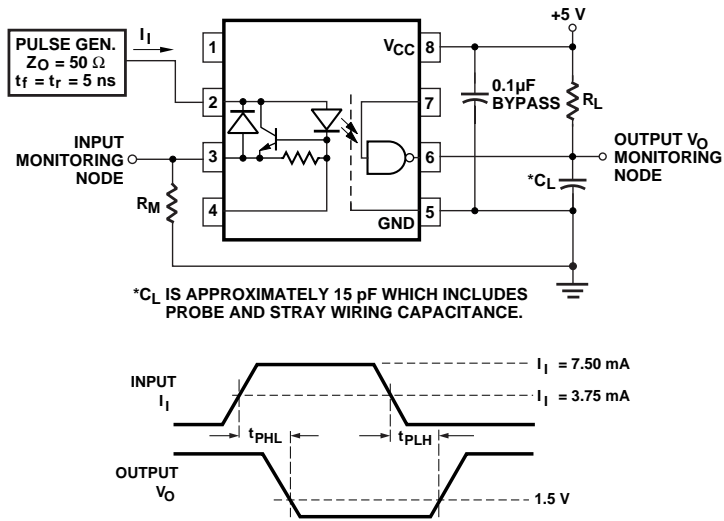 +5 V
PULSE GEN.
Z_O = 50 Ω
t_f = t_r = 5 ns
I_I
1
V_CC
8
0.1µF
BYPASS
R_L
2
7
INPUT
MONITORING
NODE
3
6
OUTPUT V_O
MONITORING
NODE
*C_L
R_M
4
GND
5
*C_L IS APPROXIMATELY 15 pF WHICH INCLUDES
PROBE AND STRAY WIRING CAPACITANCE.
INPUT
I_I
I_I = 7.50 mA
I_I = 3.75 mA
t_PHL
t_PLH
OUTPUT
V_O
1.5 V